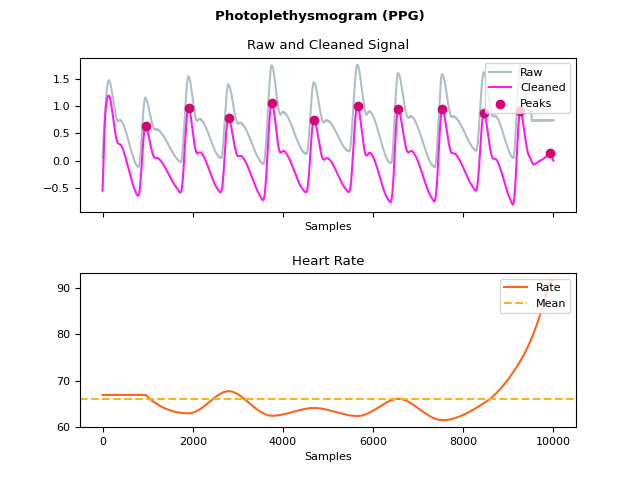 Photoplethysmogram (PPG)
Raw and Cleaned Signal
1.5
1.0
0.5
0.0
−0.5
Raw
Cleaned
Peaks
Samples
Heart Rate
90
80
70
60
Rate
Mean
0
2000
4000
6000
8000
10000
Samples